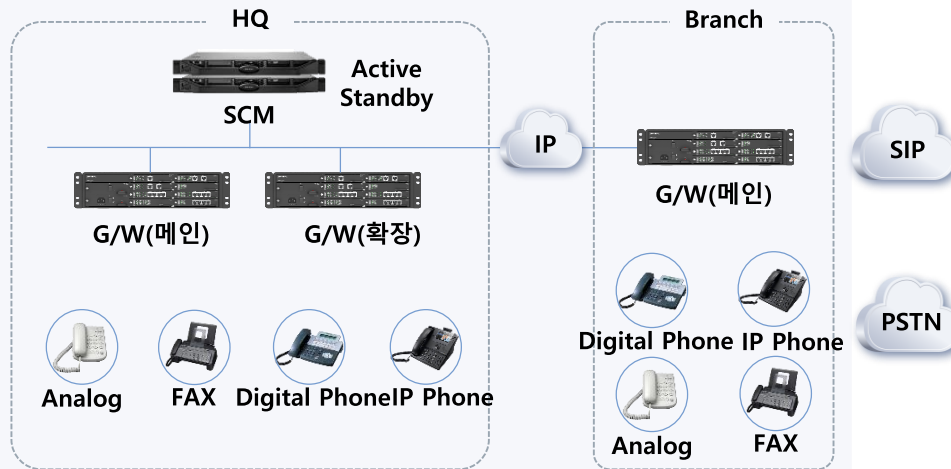 HQ
Branch
Active
Standby
SCM
IP
SIP
G/W(메인)
G/W(메인)
G/W(확장)
PSTN
Digital Phone
IP Phone
Analog
FAX
Digital Phone
IP Phone
Analog
FAX